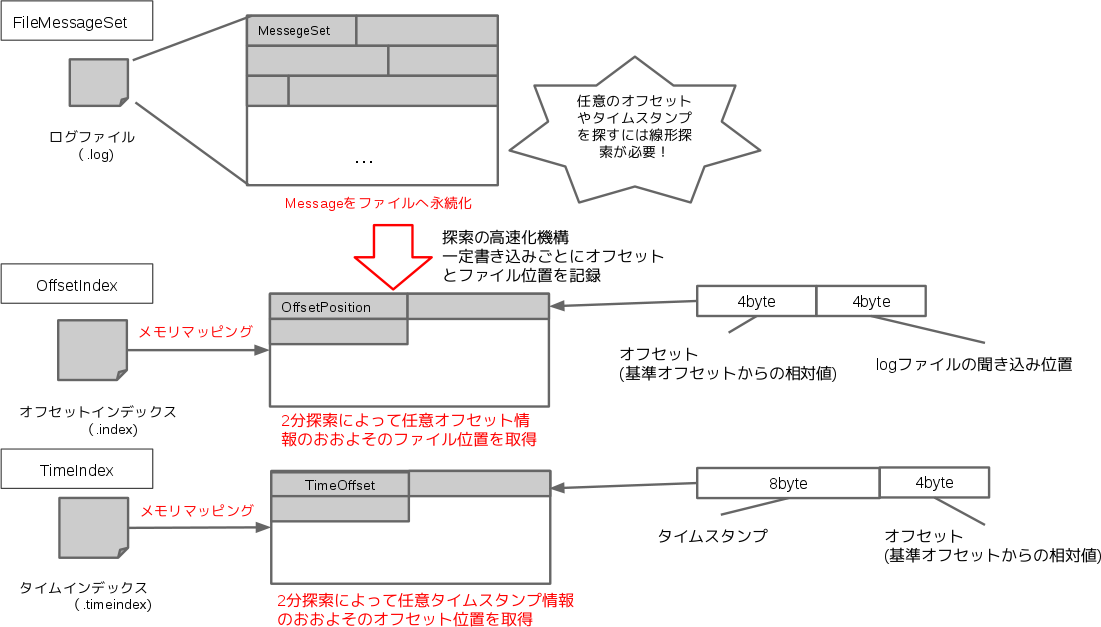 FileMessageSet
MessegeSet
ログファイル
( .log)
…
任意のオフセット
やタイムスタンプ
を探すには線形探
索が必要！
Messageをファイルへ永続化
探索の高速化機構
一定書き込みごとにオフセット
とファイル位置を記録
OffsetIndex
メモリマッピング
OffsetPosition
4byte
4byte
オフセット
(基準オフセットからの相対値)
logファイルの聞き込み位置
オフセットインデックス
( .index)
2分探索によって任意オフセット情
報のおおよそのファイル位置を取得
TimeIndex
メモリマッピング
TimeOffset
8byte
4byte
タイムスタンプ
オフセット
(基準オフセットからの相対値)
タイムインデックス
( .timeindex)
2分探索によって任意タイムスタンプ情報
のおおよそのオフセット位置を取得